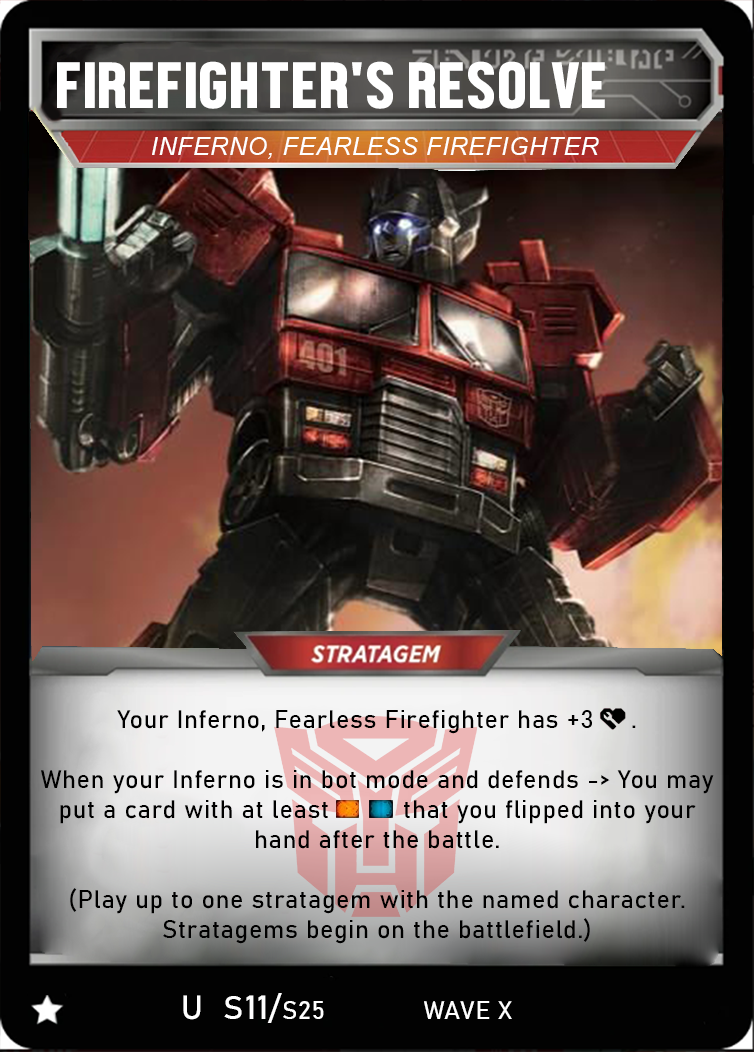 FIREFIGHTER'S RESOLVE
INFERNO, FEARLESS FIREFIGHTER
401
STRATAGEM
Your Inferno, Fearless Firefighter has +3 .
When your Inferno is in bot mode and defends -> You may
put a card with at least that you flipped into your
hand after the battle.
(Play up to one stratagem with the named character.
Stratagems begin on the battlefield.)
U S11/S25 WAVE X